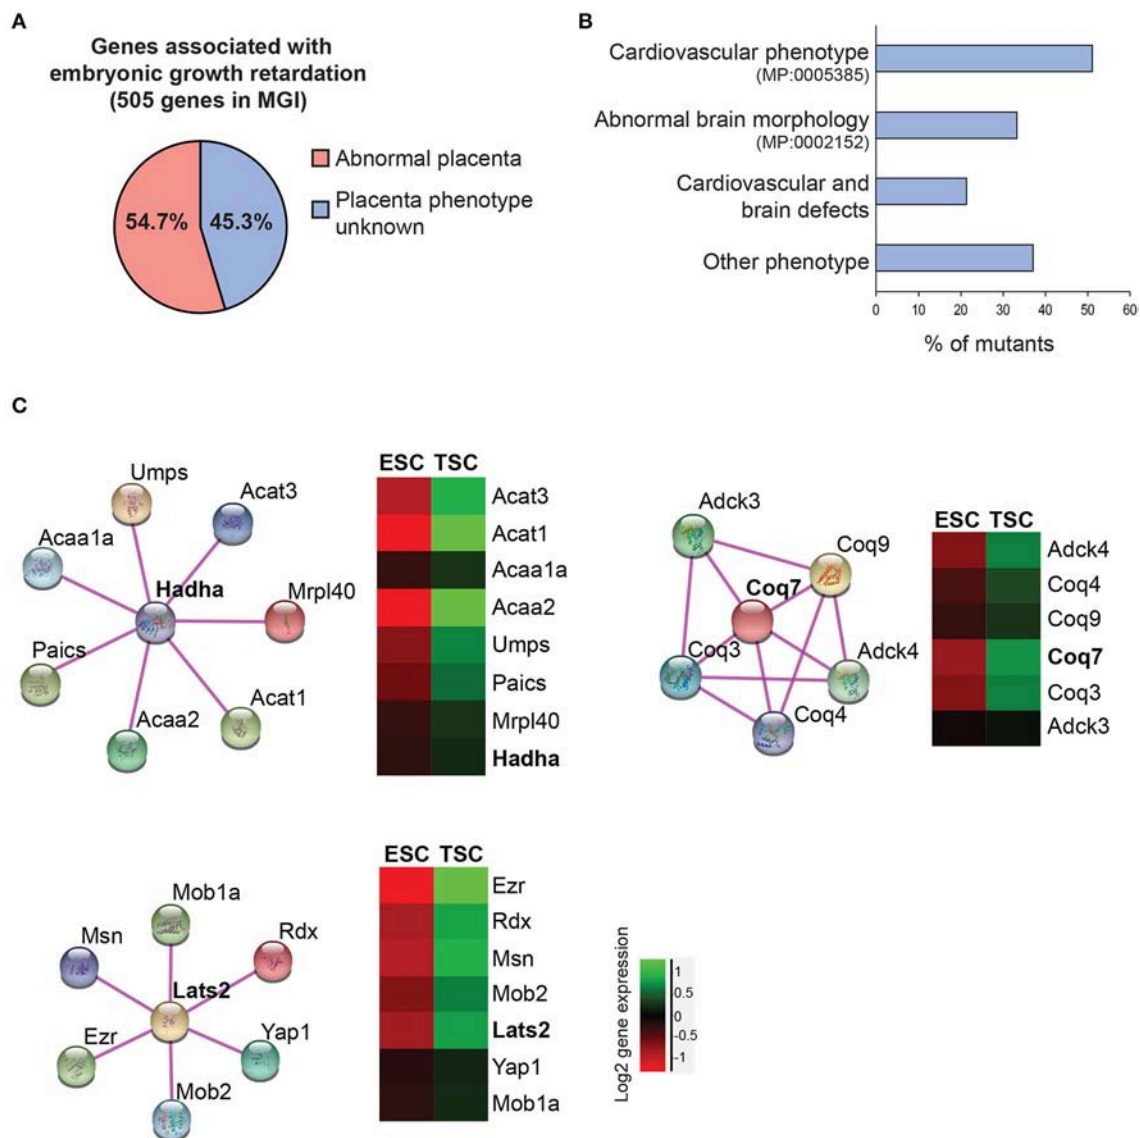 A
Genes associated with
embryonic growth retardation
(505 genes in MGI)
54.7%
45.3%
Abnormal placenta
Placenta phenotype
unknown
B
Cardiovascular phenotype
(MP:0005385)
Abnormal brain morphology
(MP:0002152)
Cardiovascular and
brain defects
Other phenotype
0 10 20 30 40 50 60
% of mutants
C
Umps
Acat3
Acaa1a
Hadha
Mrpl40
Paics
Acat1
Acaa2
ESC TSC
Acat3
Acat1
Acaa1a
Acaa2
Umps
Paics
Mrpl40
Hadha
Adck3
Coq9
Coq7
Coq3
Adck4
Coq4
ESC TSC
Adck4
Coq4
Coq9
Coq7
Coq3
Adck3
Mob1a
Msn
Rdx
Lats2
Ezr
Yap1
Mob2
ESC TSC
Ezr
Rdx
Msn
Mob2
Lats2
Yap1
Mob1a
Log2 gene expression
1
0.5
0
-0.5
-1